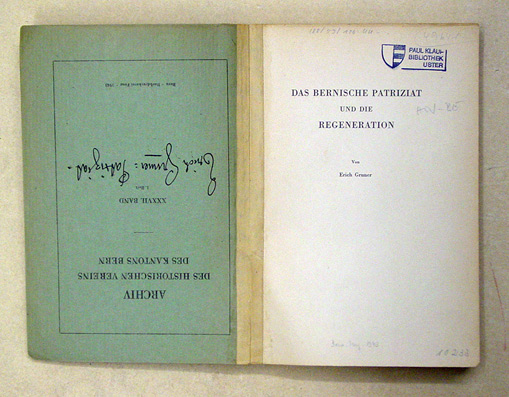 ARCHIV
DES HISTORISCHEN VEREINS
DES KANTONS BERN
XXXVII. BAND
1. Heft
Erich Gruner: Patriziat.
PAUL KLÄUI-
BIBLIOTHEK
USTER
DAS BERNISCHE PATRIZIAT
UND DIE
REGENERATION
Von
Erich Gruner